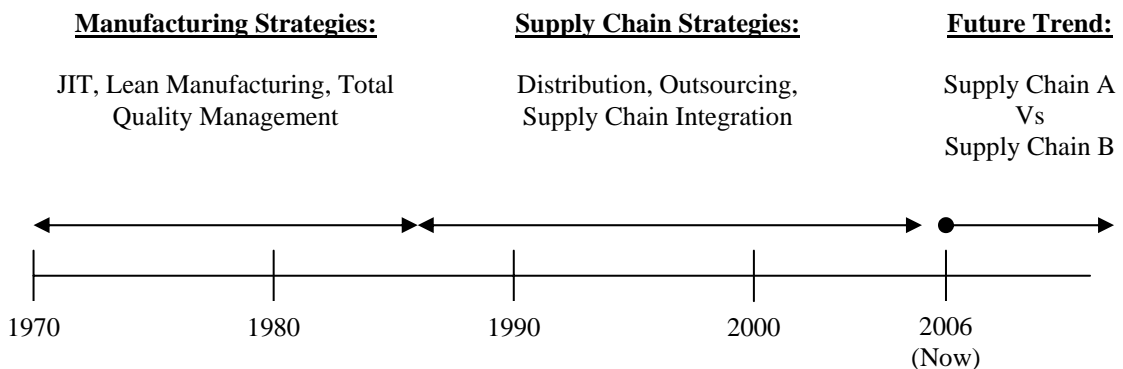 Manufacturing Strategies:
JIT, Lean Manufacturing, Total
Quality Management
Supply Chain Strategies:
Distribution, Outsourcing,
Supply Chain Integration
Future Trend:
Supply Chain A
Vs
Supply Chain B
1970
1980
1990
2000
2006
(Now)